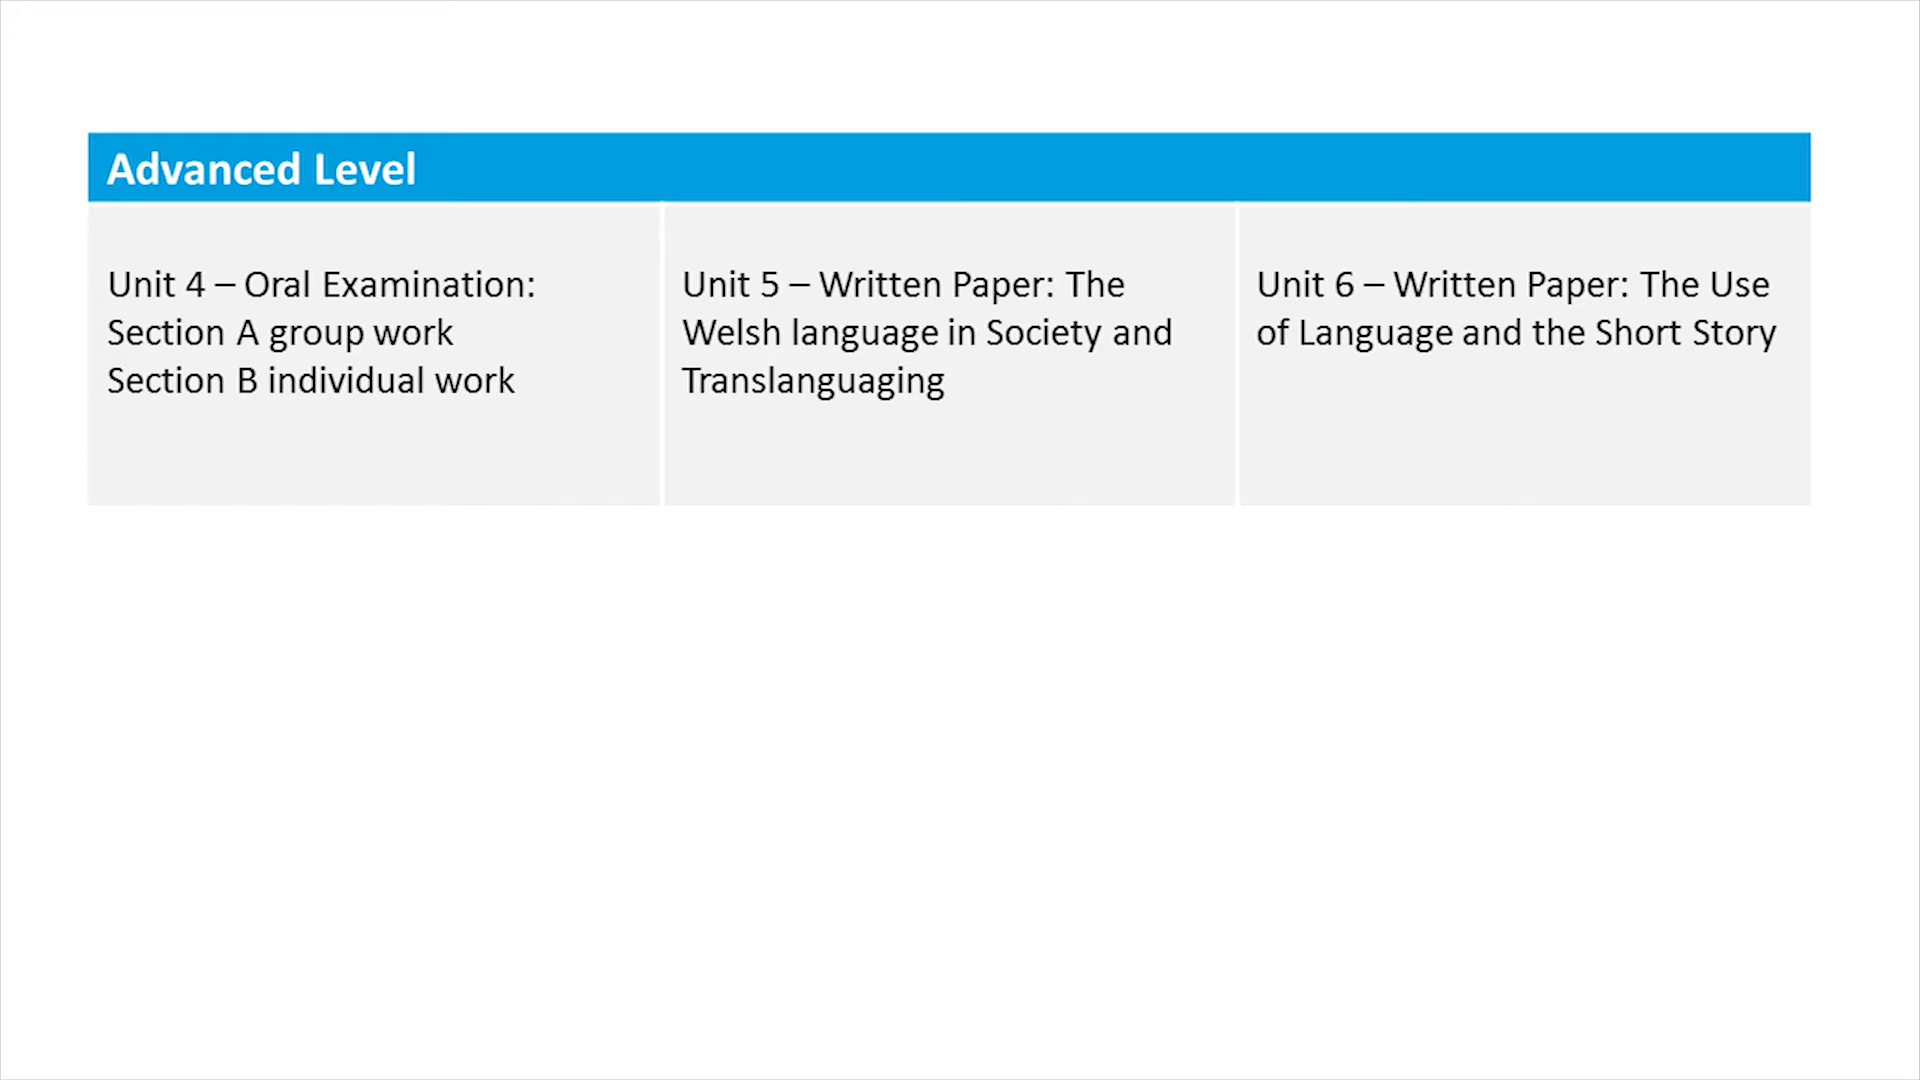 Advanced Level
Unit 4 – Oral Examination:
Section A group work
Section B individual work
Unit 5 – Written Paper: The
Welsh language in Society and
Translanguaging
Unit 6 – Written Paper: The Use
of Language and the Short Story